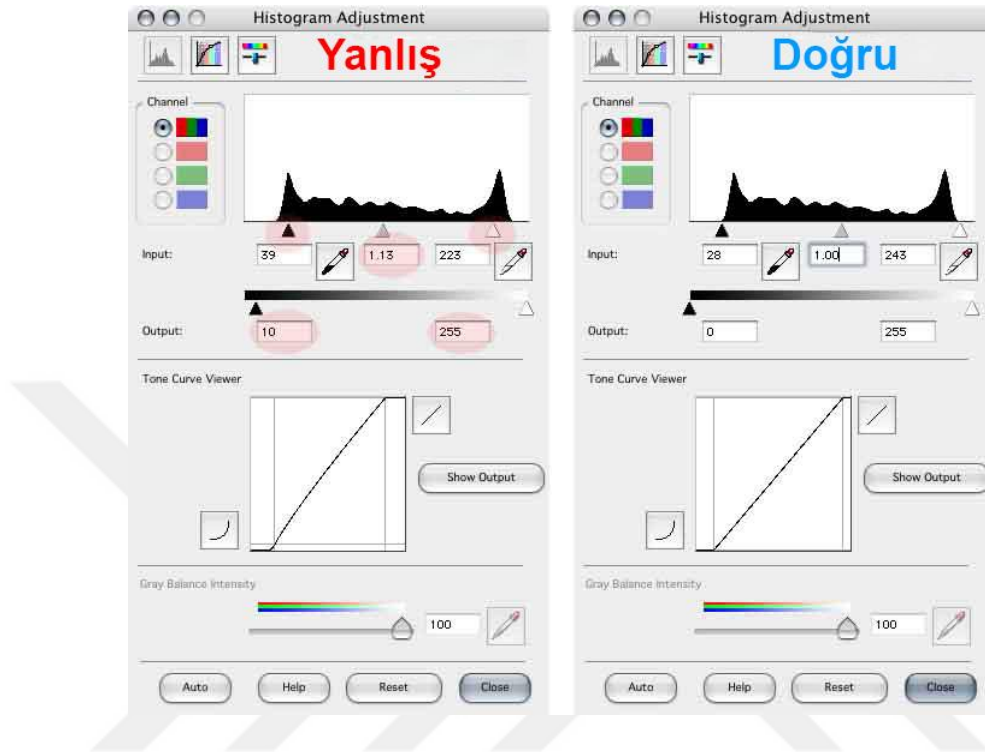 Histogram Adjustment
Yanlış
Channel
Input:
39
1.13
223
Output:
10
255
Tone Curve Viewer
Show Output
Gray Balance Intensity
100
Auto
Help
Reset
Close
Histogram Adjustment
Doğru
Channel
Input:
28
1.00
243
Output:
0
255
Tone Curve Viewer
Show Output
Gray Balance Intensity
100
Auto
Help
Reset
Close